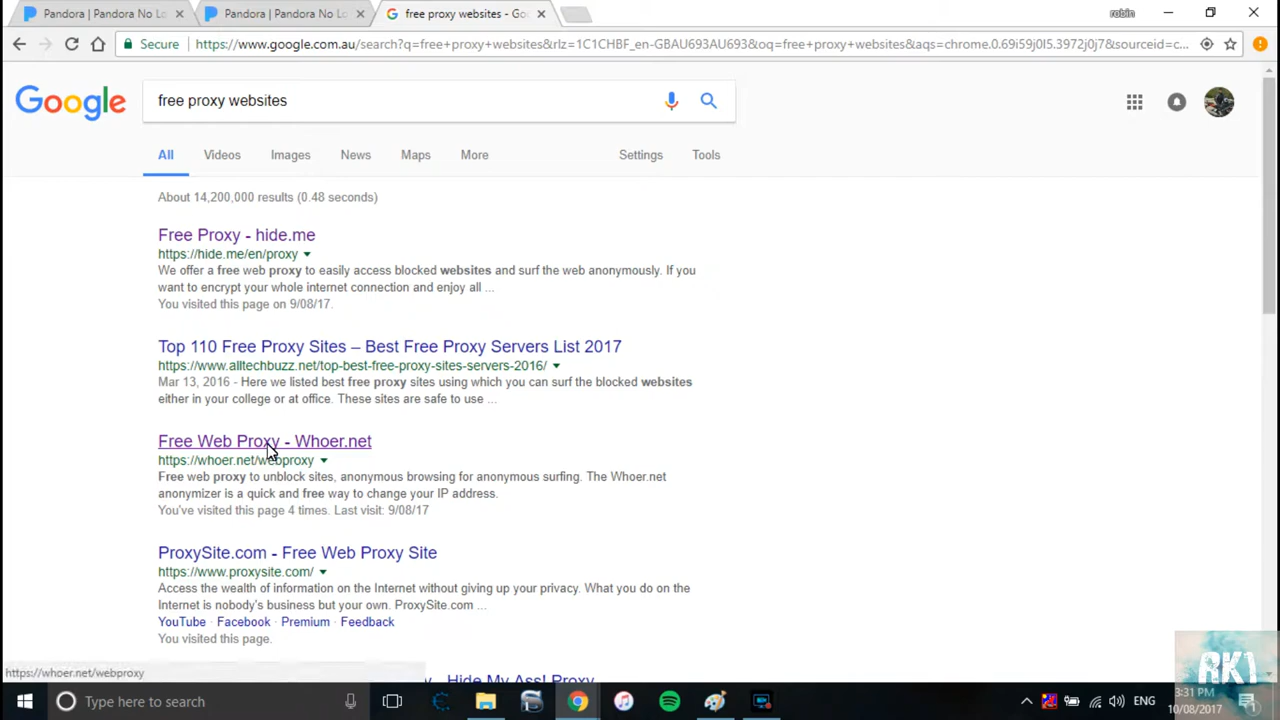 Pandora | Pandora No Lo
Pandora | Pandora No Lo
free proxy websites - Go
robin
Secure
https://www.google.com.au/search?q=free+proxy+websites&rlz=1C1CHBF_en-GBAU693AU693&oq=free+proxy+websites&aqs=chrome.0.69i59j0l5.3972j0j7&sourceid=c...
Google
free proxy websites
All Videos Images News Maps More Settings Tools
About 14,200,000 results (0.48 seconds)
Free Proxy - hide.me
https://hide.me/en/proxy
We offer a free web proxy to easily access blocked websites and surf the web anonymously. If you
want to encrypt your whole internet connection and enjoy all ...
You visited this page on 9/08/17.
Top 110 Free Proxy Sites – Best Free Proxy Servers List 2017
https://www.alltechbuzz.net/top-best-free-proxy-sites-servers-2016/
Mar 13, 2016 - Here we listed best free proxy sites using which you can surf the blocked websites
either in your college or at office. These sites are safe to use ...
Free Web Proxy - Whoer.net
https://whoer.net/webproxy
Free web proxy to unblock sites, anonymous browsing for anonymous surfing. The Whoer.net
anonymizer is a quick and free way to change your IP address.
You've visited this page 4 times. Last visit: 9/08/17
ProxySite.com - Free Web Proxy Site
https://www.proxysite.com/
Access the wealth of information on the Internet without giving up your privacy. What you do on the
Internet is nobody's business but your own. ProxySite.com ...
YouTube · Facebook · Premium · Feedback
You visited this page.
https://whoer.net/webproxy
- Hide My Ass! Proxy
RK1
Type here to search
ENG
3:31 PM
10/08/2017
1